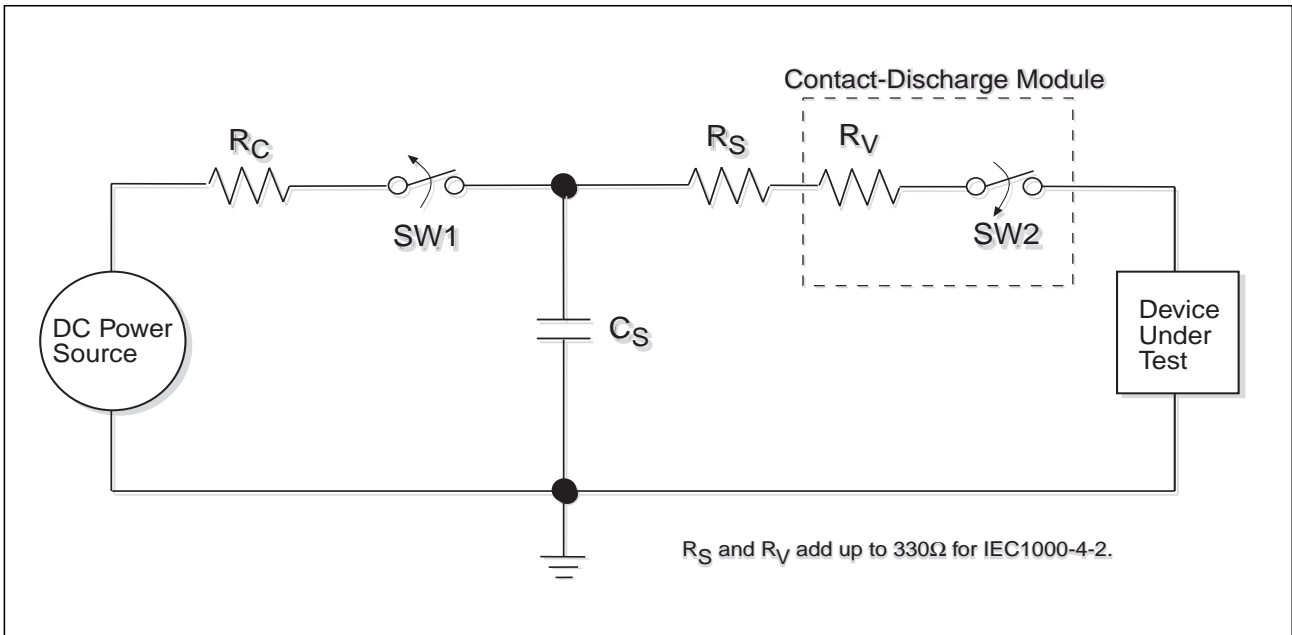 Contact-Discharge Module
RC
RS
RV
SW1
SW2
DC Power
Source
CS
Device
Under
Test
RS and RV add up to 330Ω for IEC1000-4-2.